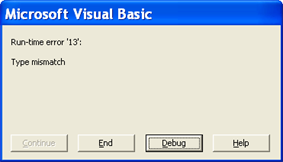 Microsoft Visual Basic
Run-time error '13':
Type mismatch
Continue End Debug Help